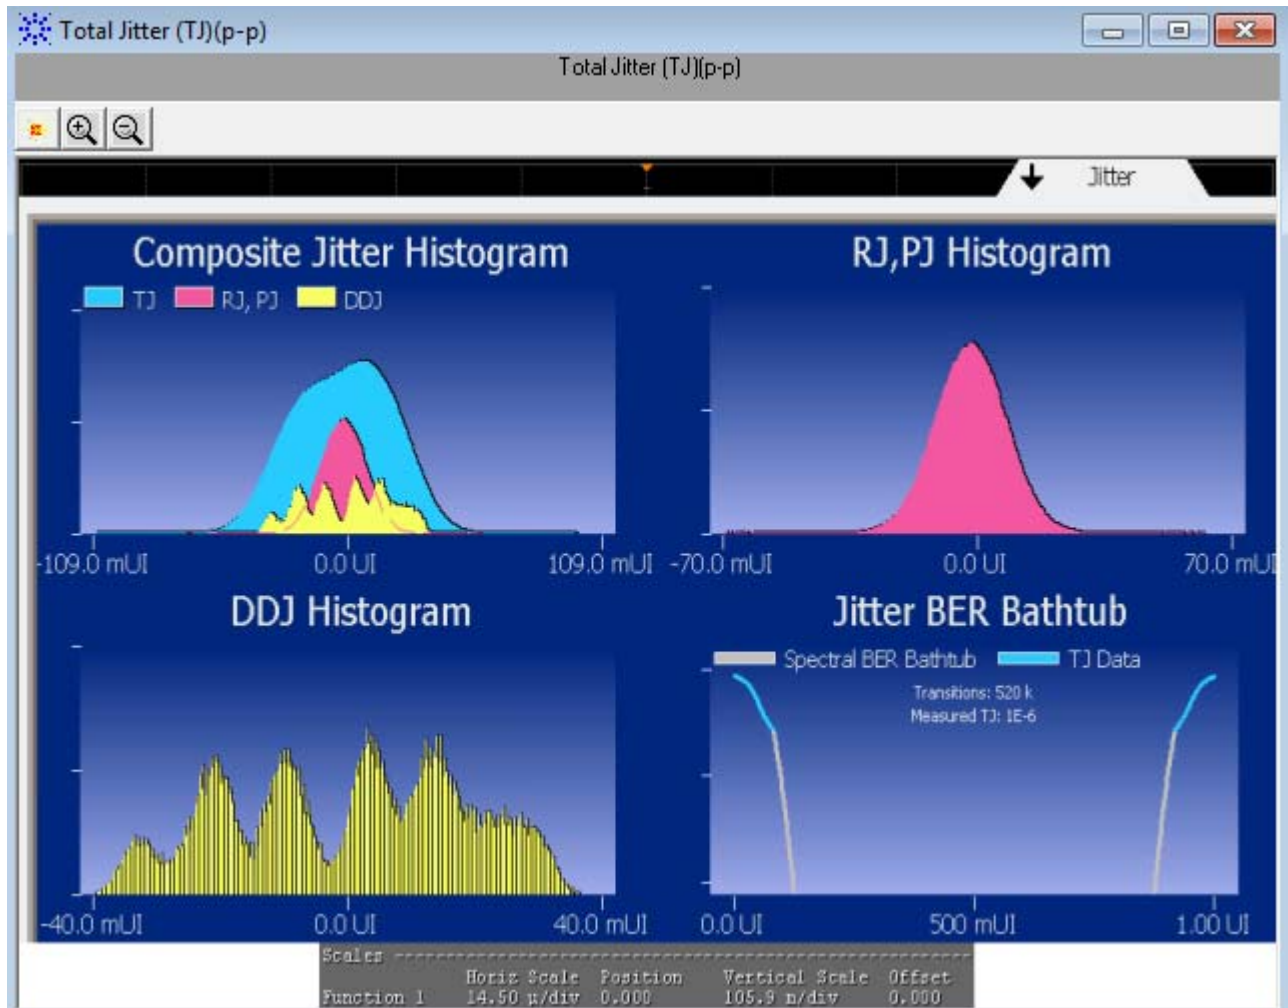 Total Jitter (TJ)(p-p)
Total Jitter (TJ)(p-p)
Jitter
Composite Jitter Histogram
TJ RJ, PJ DDJ
-109.0 mUI 0.0 UI 109.0 mUI
RJ,PJ Histogram
-70.0 mUI 0.0 UI 70.0 mUI
DDJ Histogram
-40.0 mUI 0.0 UI 40.0 mUI
Jitter BER Bathtub
Spectral BER Bathtub TJ Data
Transitions: 520 k
Measured TJ: 1E-6
0.0 UI 500 mUI 1.00 UI
Scales
Horiz Scale Position Vertical Scale Offset
Function 1 14.50 µ/div 0.000 105.9 m/div 0.000